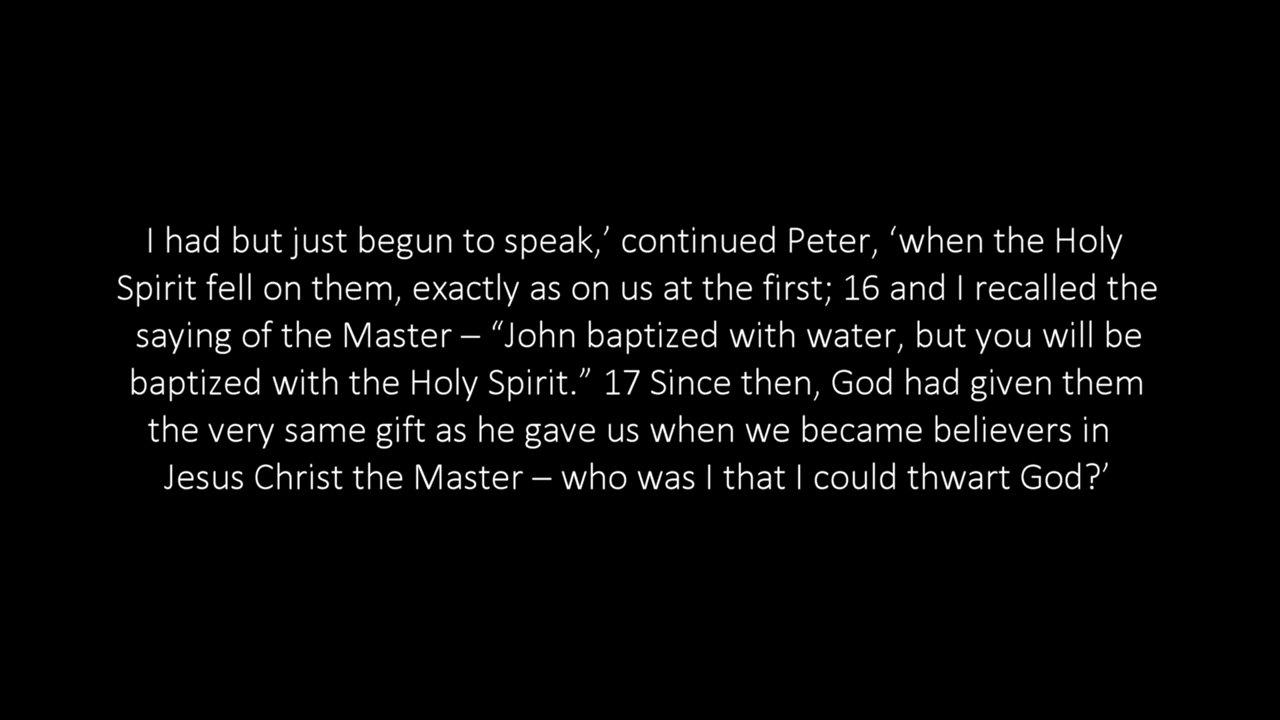 I had but just begun to speak,’ continued Peter, ‘when the Holy
Spirit fell on them, exactly as on us at the first; 16 and I recalled the
saying of the Master – “John baptized with water, but you will be
baptized with the Holy Spirit.” 17 Since then, God had given them
the very same gift as he gave us when we became believers in
Jesus Christ the Master – who was I that I could thwart God?’